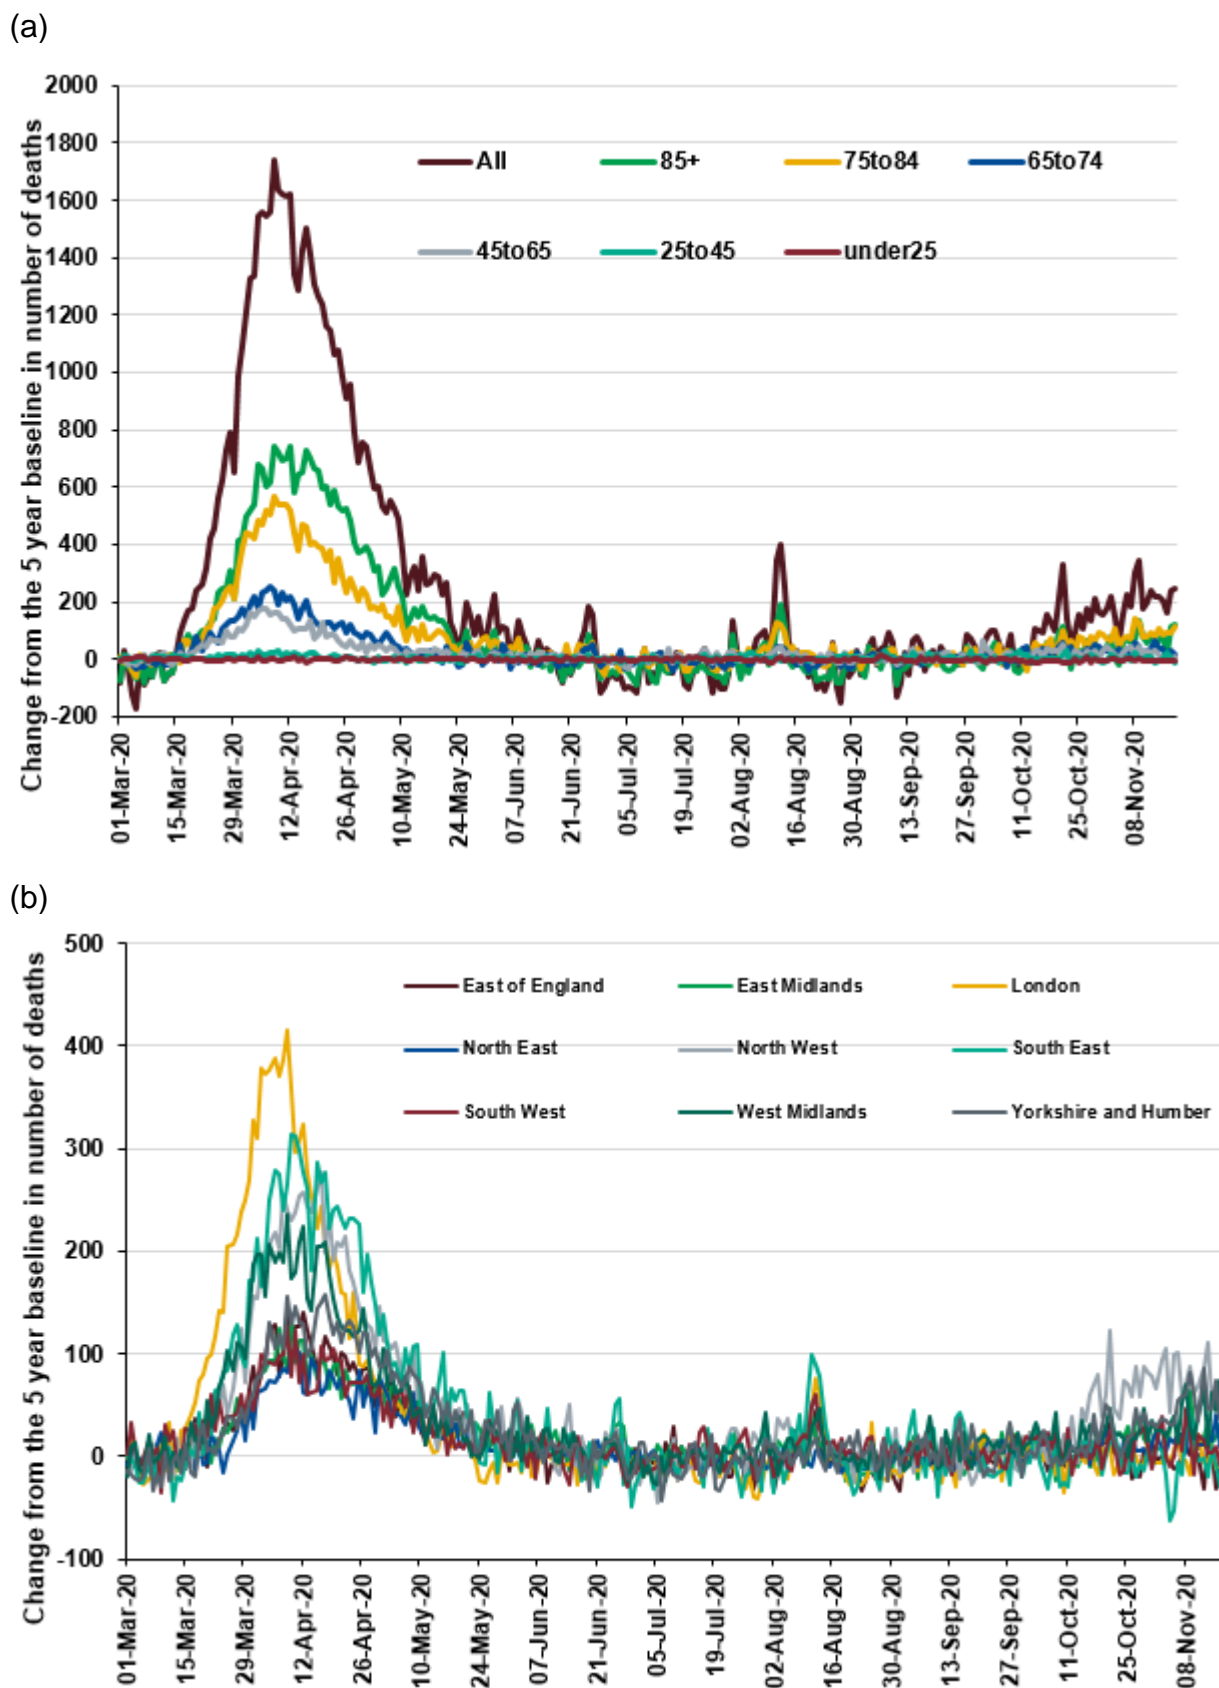 (a)
Change from the 5 year baseline in number of deaths
2000
1800
1600
1400
1200
1000
800
600
400
200
0
-200
All 85+ 75to84 65to74
45to65 25to45 under25
01-Mar-20 15-Mar-20 29-Mar-20 12-Apr-20 26-Apr-20 10-May-20 24-May-20 07-Jun-20 21-Jun-20 05-Jul-20 19-Jul-20 02-Aug-20 16-Aug-20 30-Aug-20 13-Sep-20 27-Sep-20 11-Oct-20 25-Oct-20 08-Nov-20
(b)
Change from the 5 year baseline in number of deaths
500
400
300
200
100
0
-100
East of England East Midlands London
North East North West South East
South West West Midlands Yorkshire and Humber
01-Mar-20 15-Mar-20 29-Mar-20 12-Apr-20 26-Apr-20 10-May-20 24-May-20 07-Jun-20 21-Jun-20 05-Jul-20 19-Jul-20 02-Aug-20 16-Aug-20 30-Aug-20 13-Sep-20 27-Sep-20 11-Oct-20 25-Oct-20 08-Nov-20